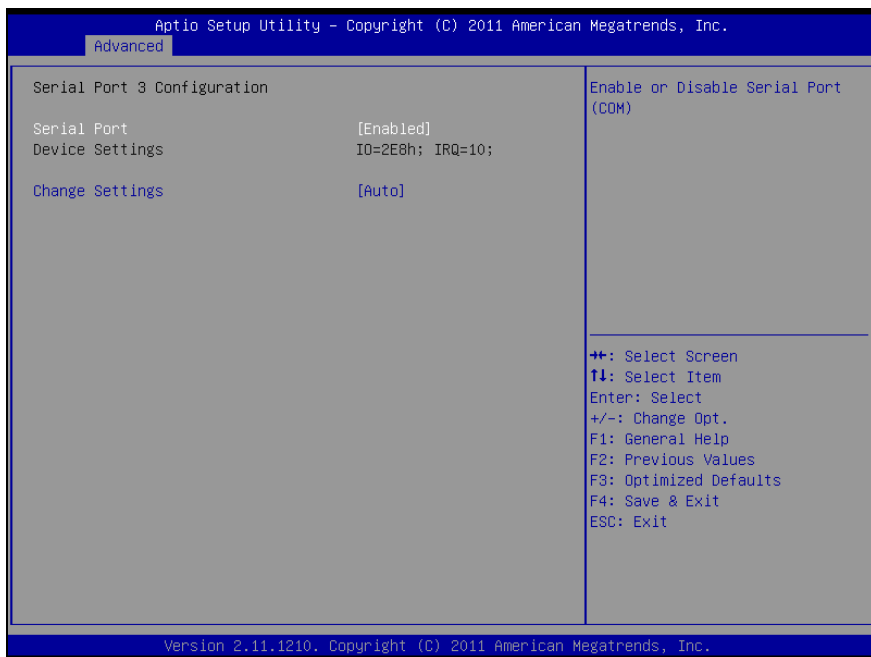 Aptio Setup Utility – Copyright (C) 2011 American Megatrends, Inc.
Advanced
Serial Port 3 Configuration
Serial Port [Enabled]
Device Settings IO=2E8h; IRQ=10;
Change Settings [Auto]
Enable or Disable Serial Port
(COM)
→←: Select Screen
↑↓: Select Item
Enter: Select
+/-: Change Opt.
F1: General Help
F2: Previous Values
F3: Optimized Defaults
F4: Save & Exit
ESC: Exit
Version 2.11.1210. Copyright (C) 2011 American Megatrends, Inc.